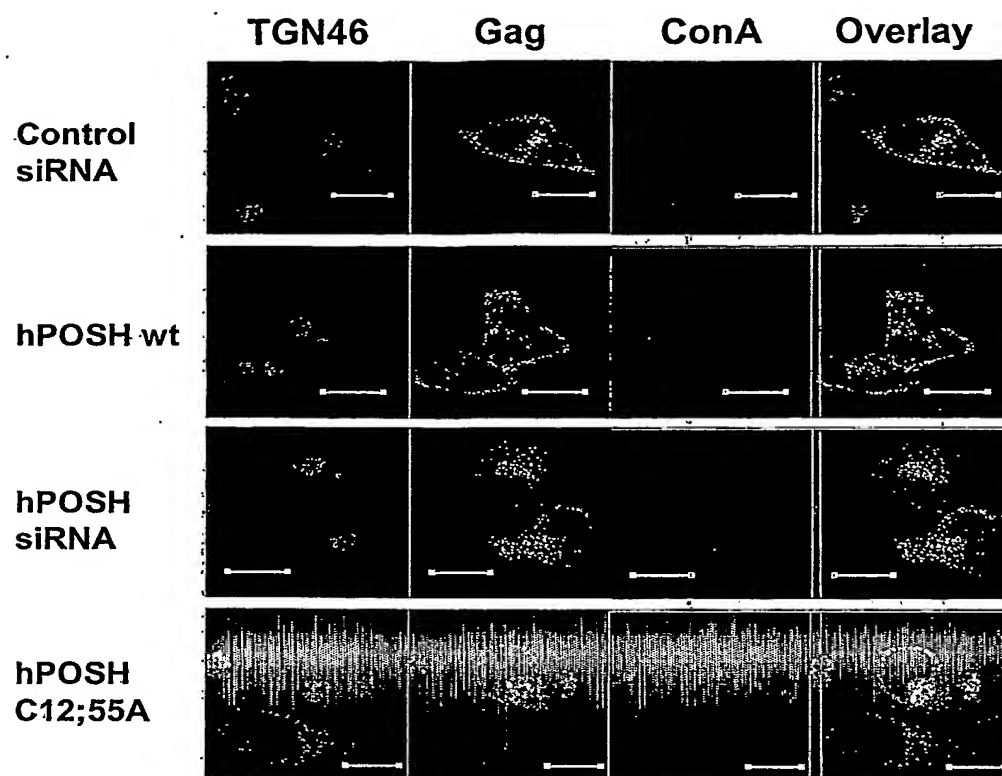 TGN46 Gag ConA Overlay
Control
siRNA
hPOSH wt
hPOSH
siRNA
hPOSH
C12;55A